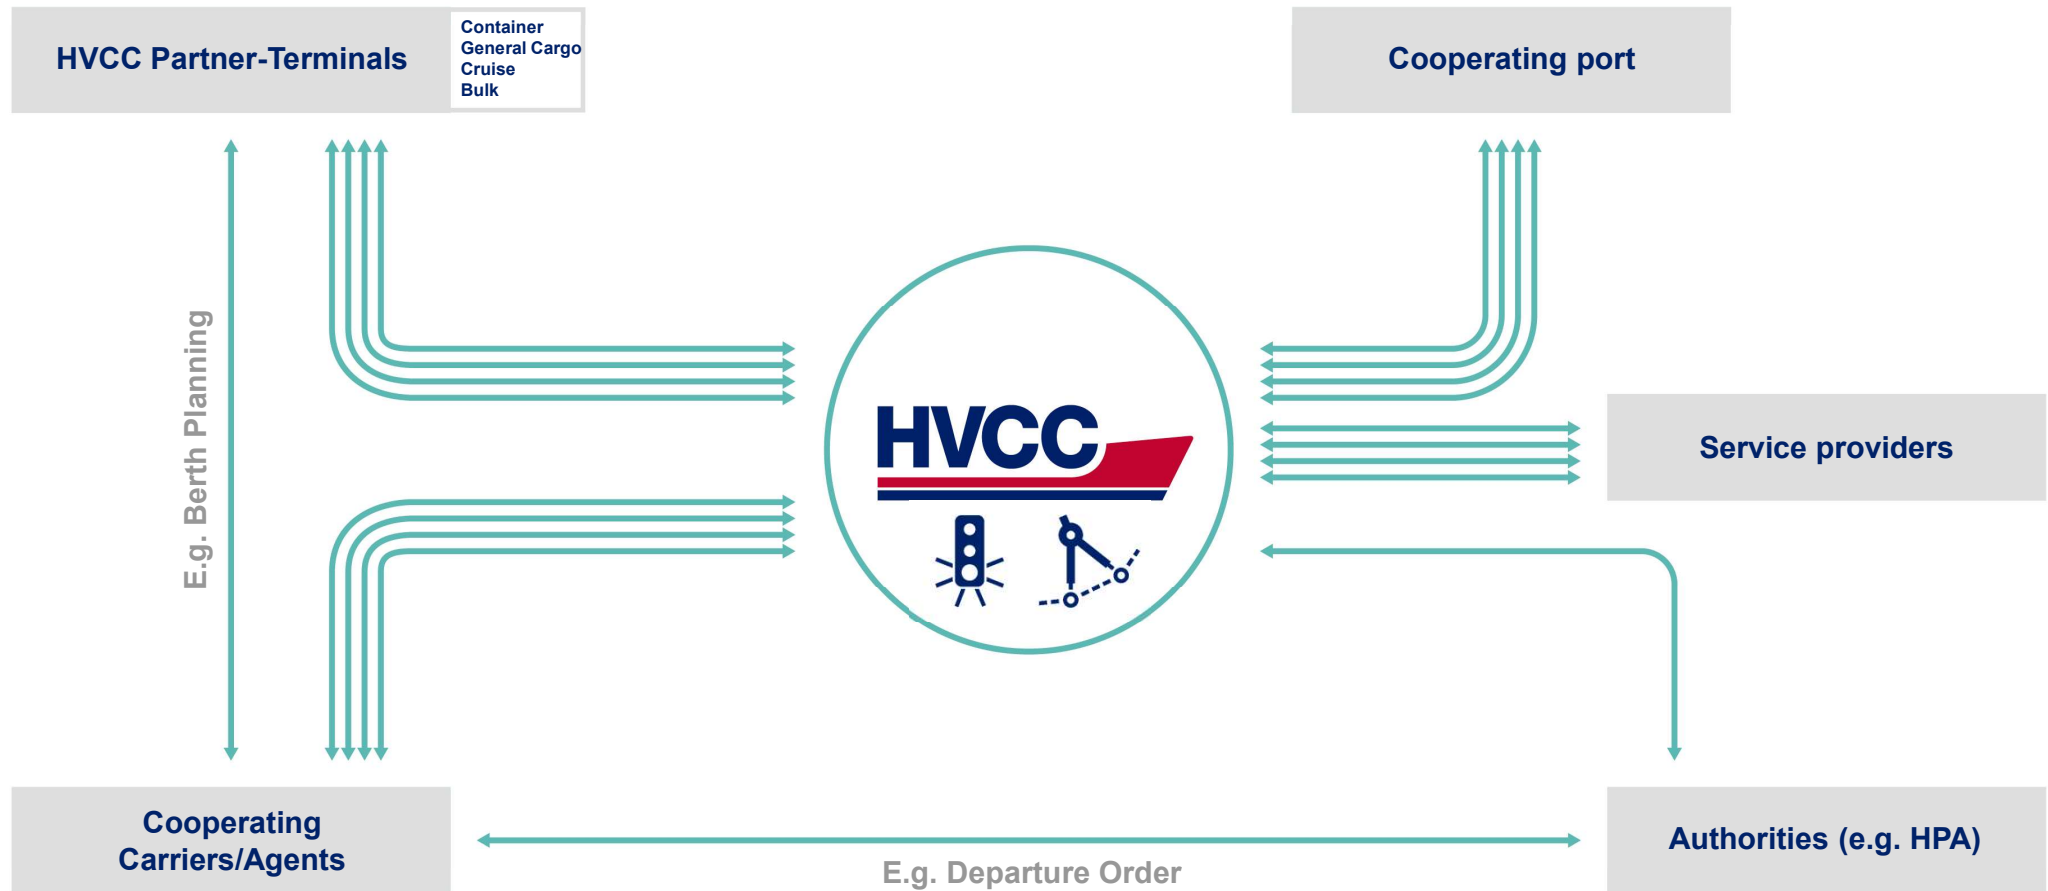 HVCC Partner-Terminals
Container
General Cargo
Cruise
Bulk
Cooperating port
E.g. Berth Planning
HVCC
Service providers
Cooperating
Carriers/Agents
E.g. Departure Order
Authorities (e.g. HPA)